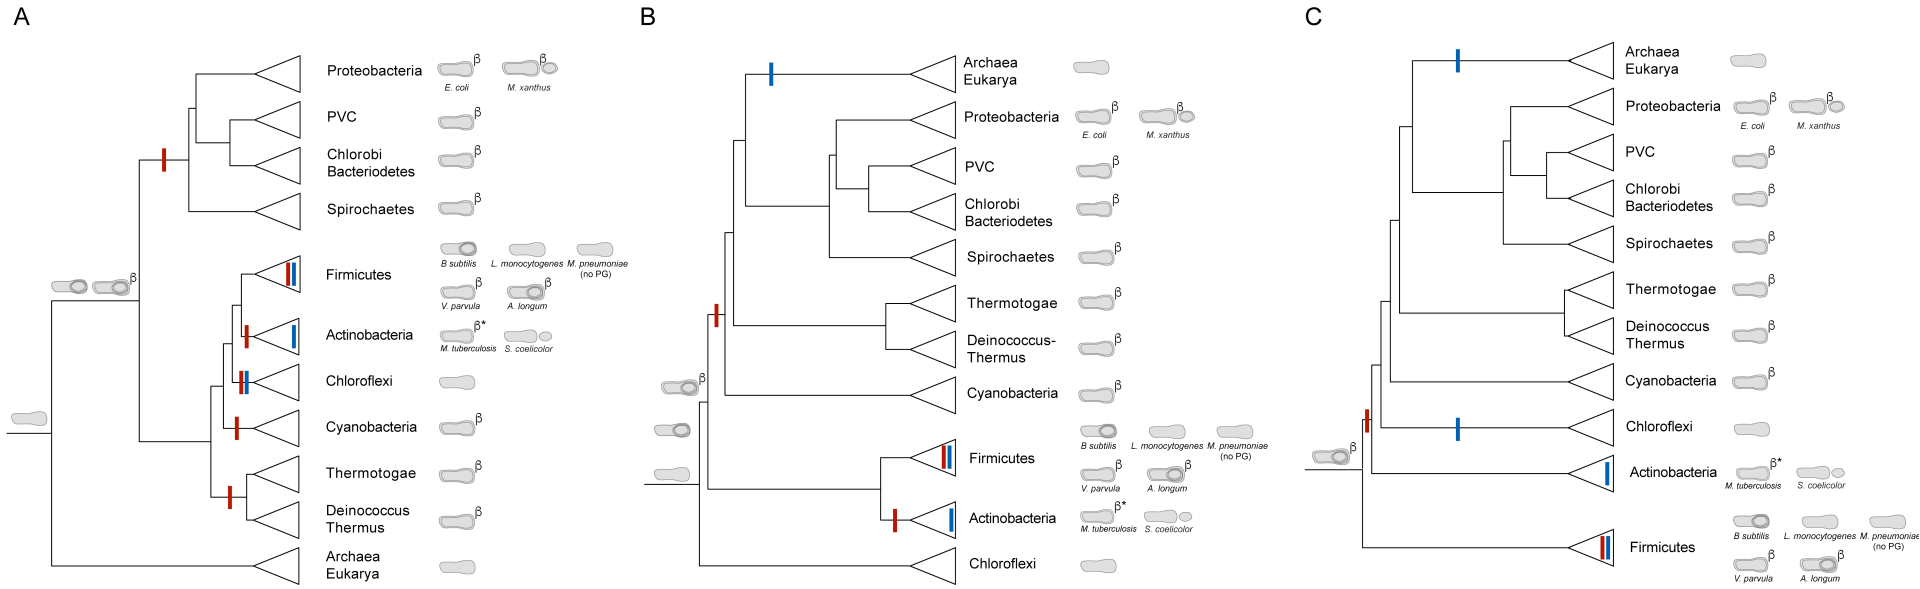 A
Proteobacteria
β
β
E. coli
M. xanthus
PVC
β
Chlorobi
Bacteriodetes
β
Spirochaetes
β
Firmicutes
B subtilis
L. monocytogenes
M. pneumoniae
(no PG)
β
β
V. parvula
A. longum
β
Actinobacteria
β*
M. tuberculosis
S. coelicolor
Chloroflexi
Cyanobacteria
β
Thermotogae
β
Deinococcus
Thermus
β
Archaea
Eukarya
B
Archaea
Eukarya
Proteobacteria
β
β
E. coli
M. xanthus
PVC
β
Chlorobi
Bacteriodetes
β
Spirochaetes
β
Thermotogae
β
Deinococcus-
Thermus
β
Cyanobacteria
β
β
Firmicutes
B subtilis
L. monocytogenes
M. pneumoniae
(no PG)
β
β
V. parvula
A. longum
Actinobacteria
β*
M. tuberculosis
S. coelicolor
Chloroflexi
C
Archaea
Eukarya
Proteobacteria
β
β
E. coli
M. xanthus
PVC
β
Chlorobi
Bacteriodetes
β
Spirochaetes
β
Thermotogae
β
Deinococcus
Thermus
β
Cyanobacteria
β
Chloroflexi
β
Actinobacteria
β*
M. tuberculosis
S. coelicolor
Firmicutes
B subtilis
L. monocytogenes
M. pneumoniae
(no PG)
β
β
V. parvula
A. longum